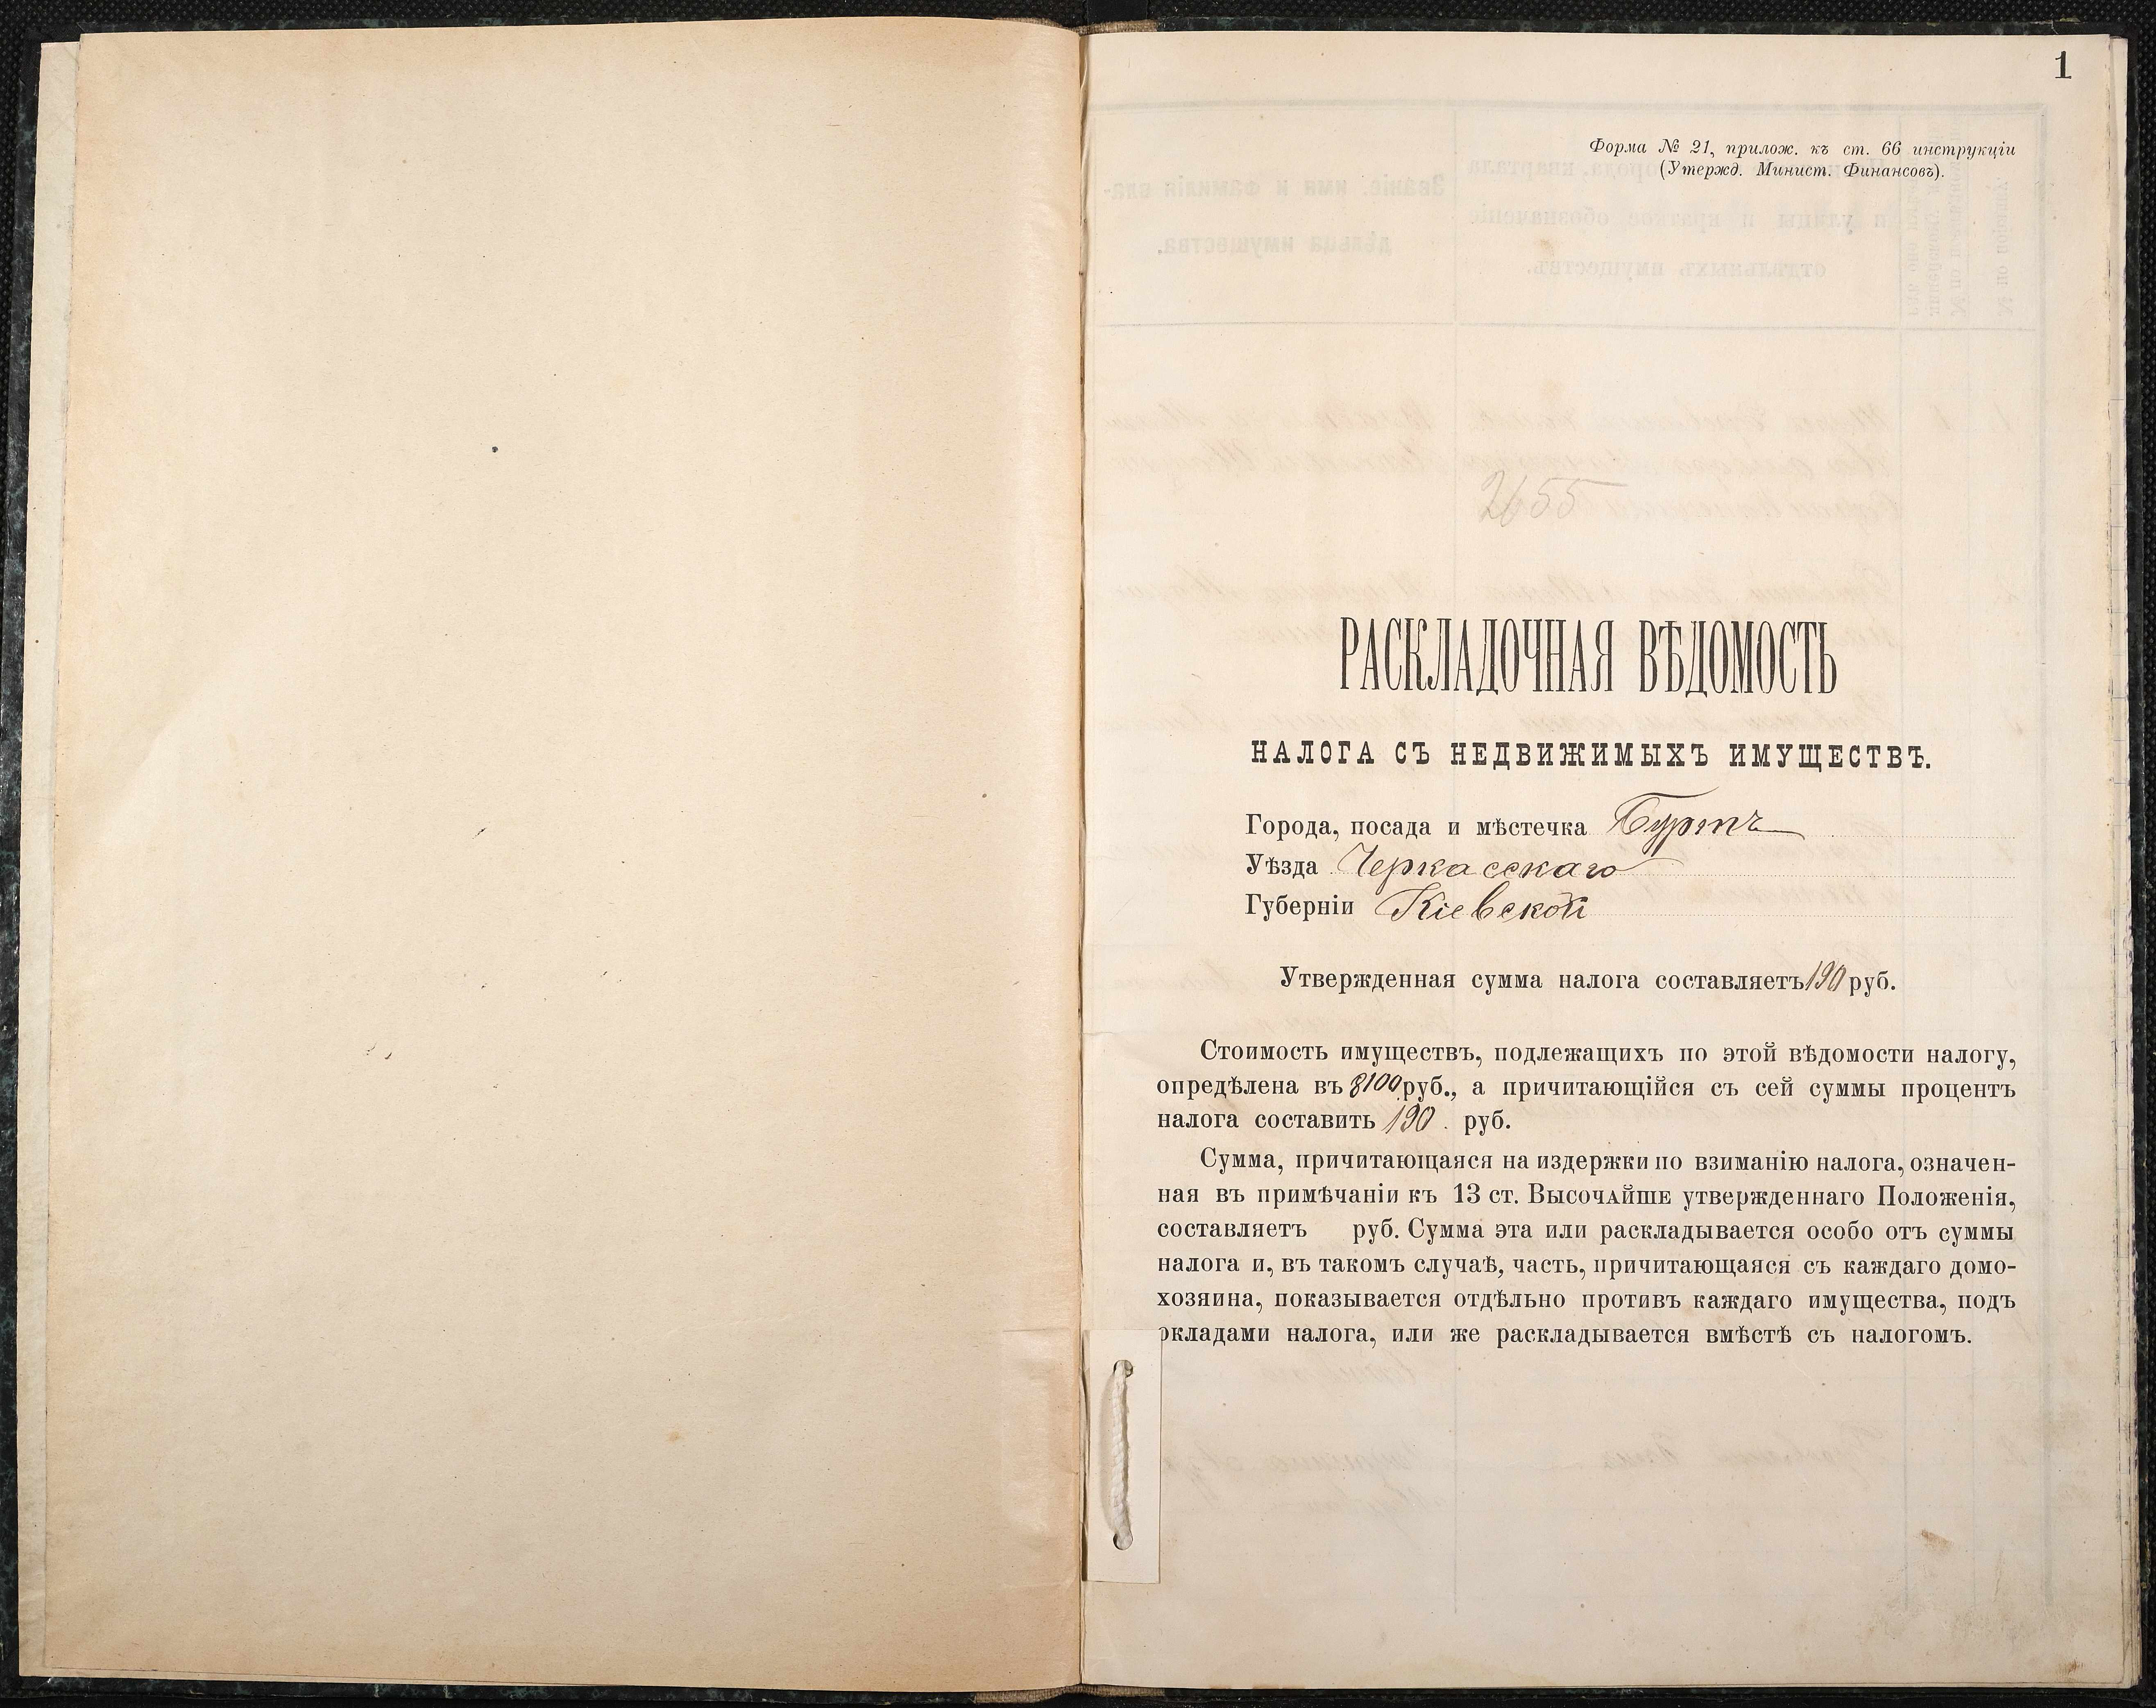 1
Форма № 21, прилож. къ ст. 66 инструкціи
(Утержд. Минист. Финансовъ).
2655
РАСКЛАДОЧНАЯ ВѢДОМОСТЬ
НАЛОГА СЪ НЕДВИЖИМЫХЪ ИМУЩЕСТВЪ.
Города, посада и мѣстечка Буртъ
Уѣзда Черкасскаго
Губерніи Кіевской
Утвержденная сумма налога составляетъ 190 руб.
Стоимость имуществъ, подлежащихъ по этой вѣдомости налогу,
опредѣлена въ 8100 руб., а причитающійся съ сей суммы процентъ
налога составить 190 руб.
Сумма, причитающаяся на издержки по взиманію налога, означен-
ная въ примѣчаніи къ 13 ст. ВЫСОЧАЙШЕ утвержденнаго Положенія,
составляетъ руб. Сумма эта или раскладывается особо отъ суммы
налога и, въ такомъ случаѣ, часть, причитающаяся съ каждаго домо-
хозяина, показывается отдѣльно противъ каждаго имущества, подъ
окладами налога, или же раскладывается вмѣстѣ съ налогомъ.